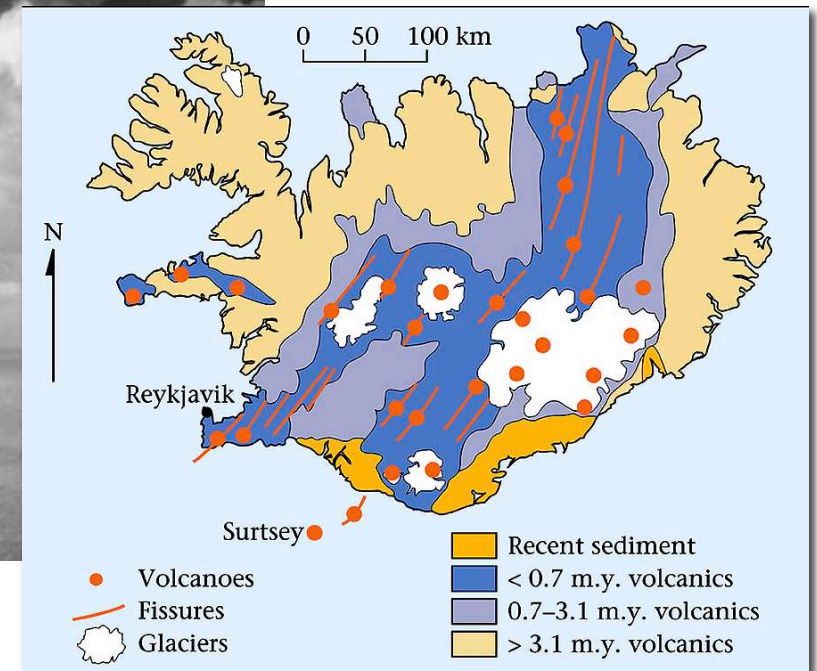 0 50 100 km
N
Reykjavik
Surtsey
Volcanoes
Fissures
Glaciers
Recent sediment
< 0.7 m.y. volcanics
0.7–3.1 m.y. volcanics
> 3.1 m.y. volcanics